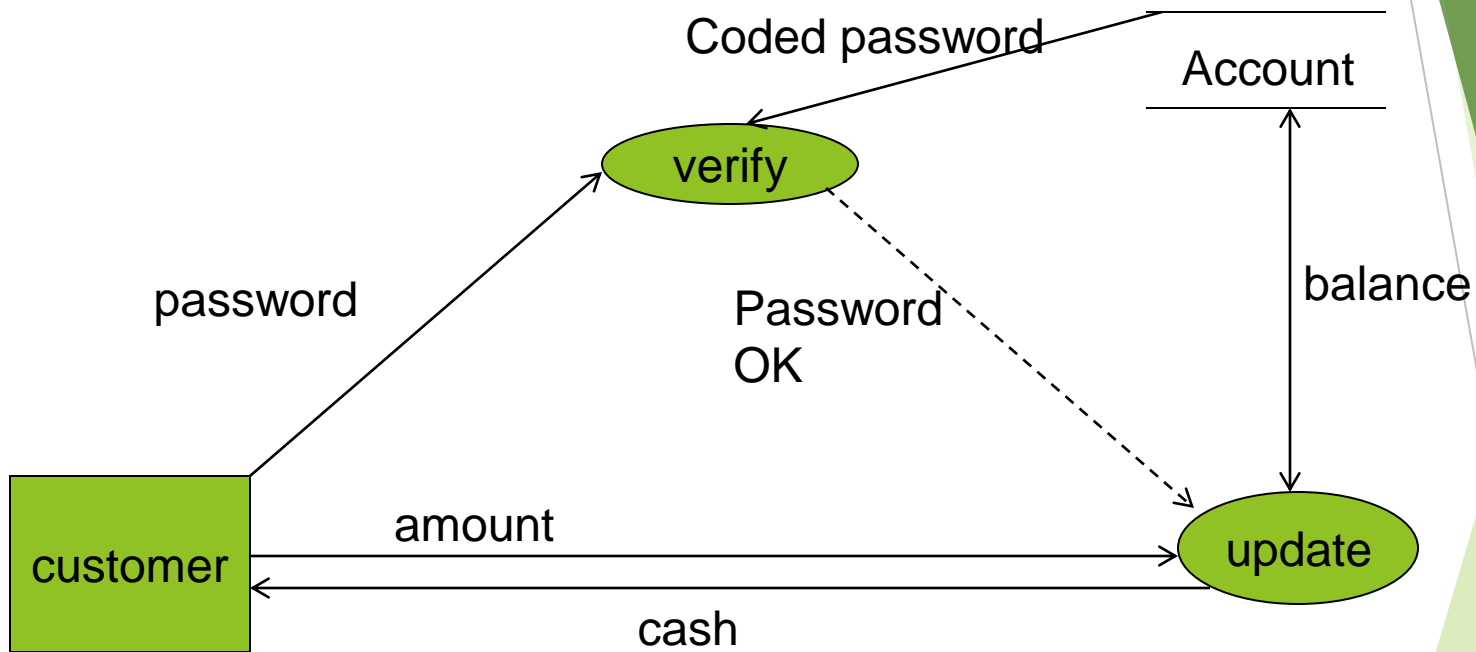 Coded password
Account
verify
password
Password
OK
balance
amount
customer
update
cash